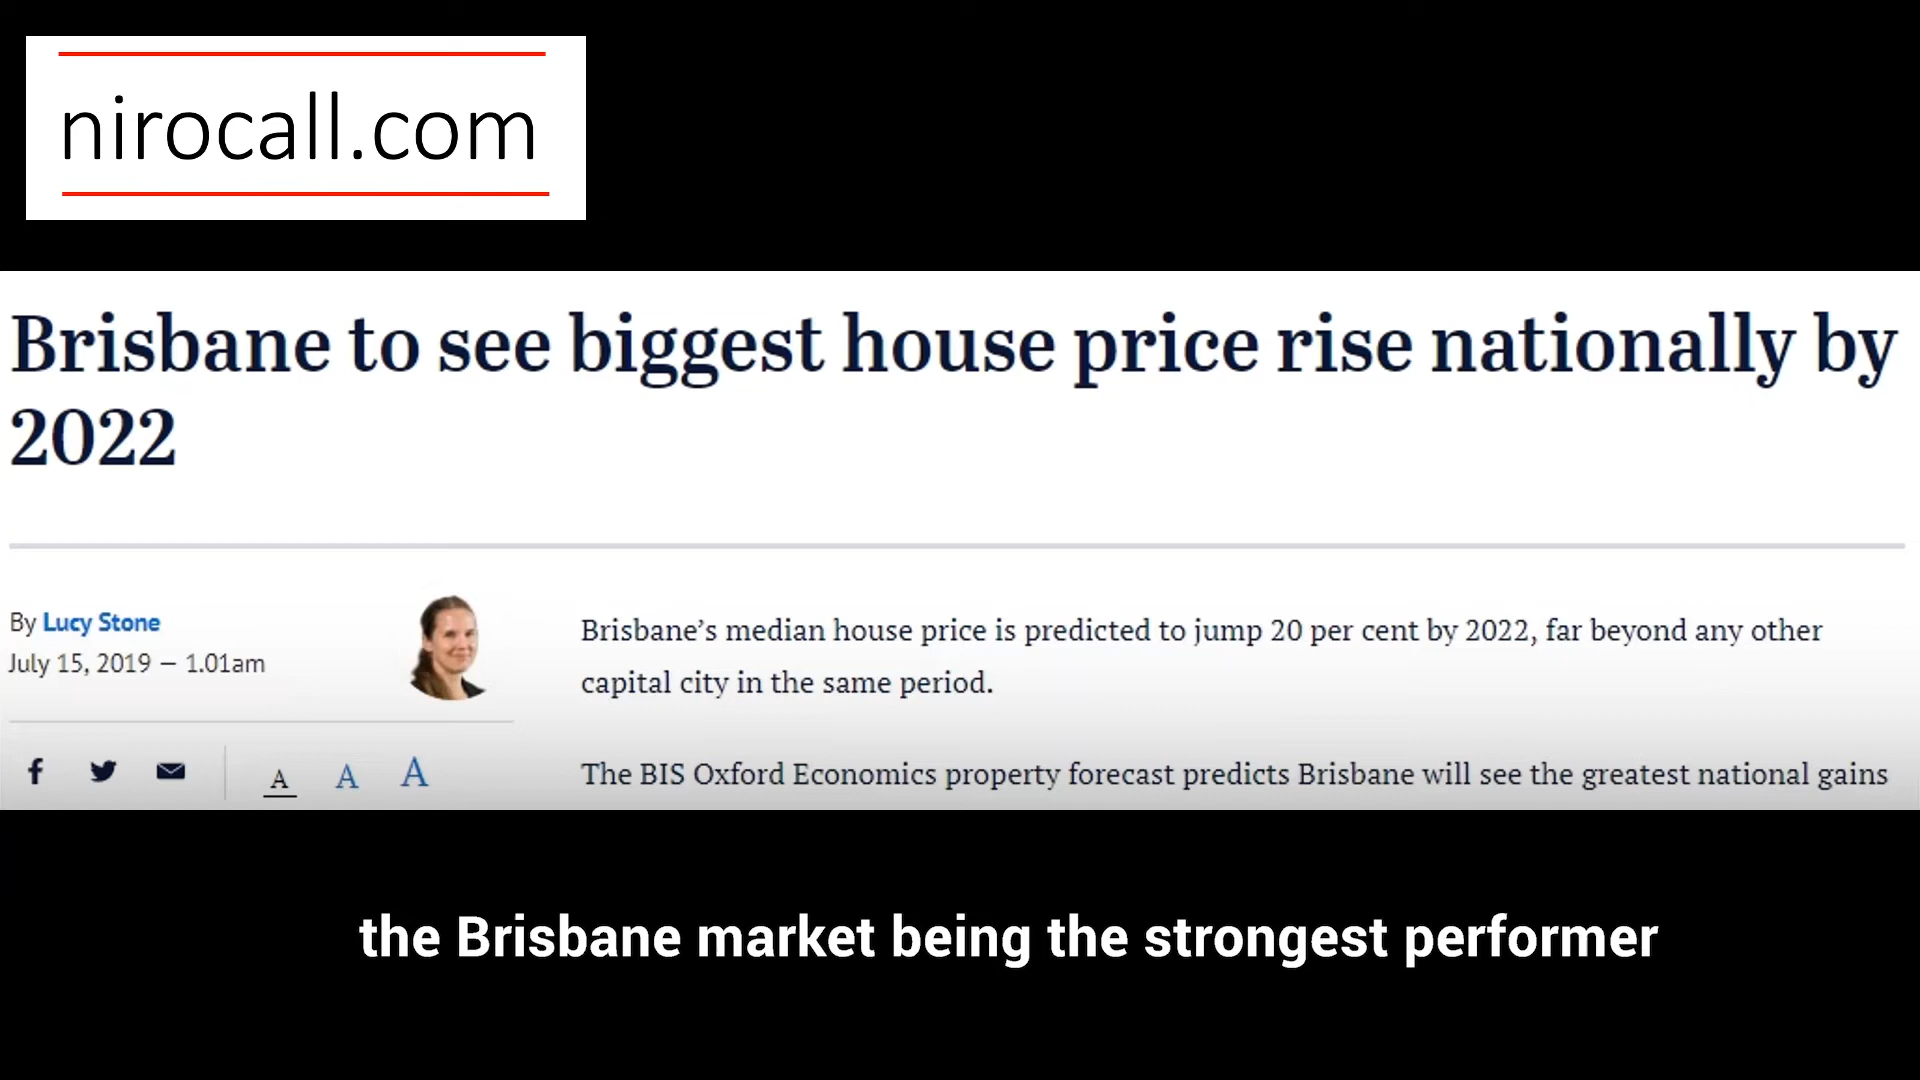 nirocall.com
Brisbane to see biggest house price rise nationally by
2022
By Lucy Stone
July 15, 2019 — 1.01am
Brisbane’s median house price is predicted to jump 20 per cent by 2022, far beyond any other
capital city in the same period.
A A A
The BIS Oxford Economics property forecast predicts Brisbane will see the greatest national gains
the Brisbane market being the strongest performer